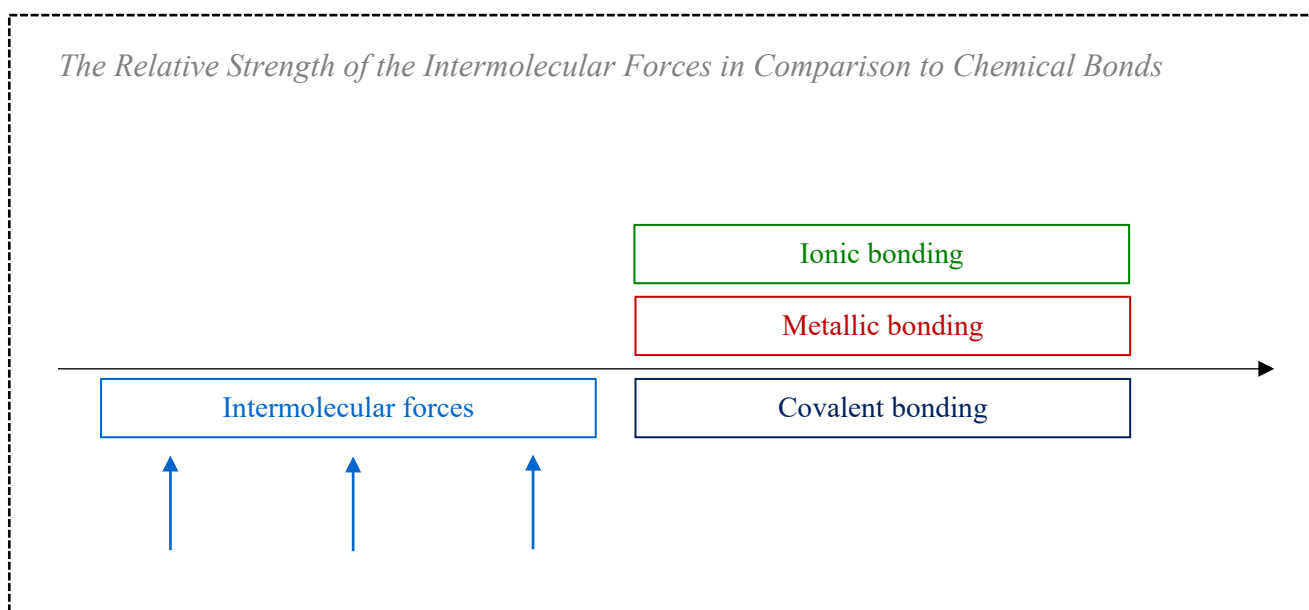 The Relative Strength of the Intermolecular Forces in Comparison to Chemical Bonds
Ionic bonding
Metallic bonding
Intermolecular forces
Covalent bonding